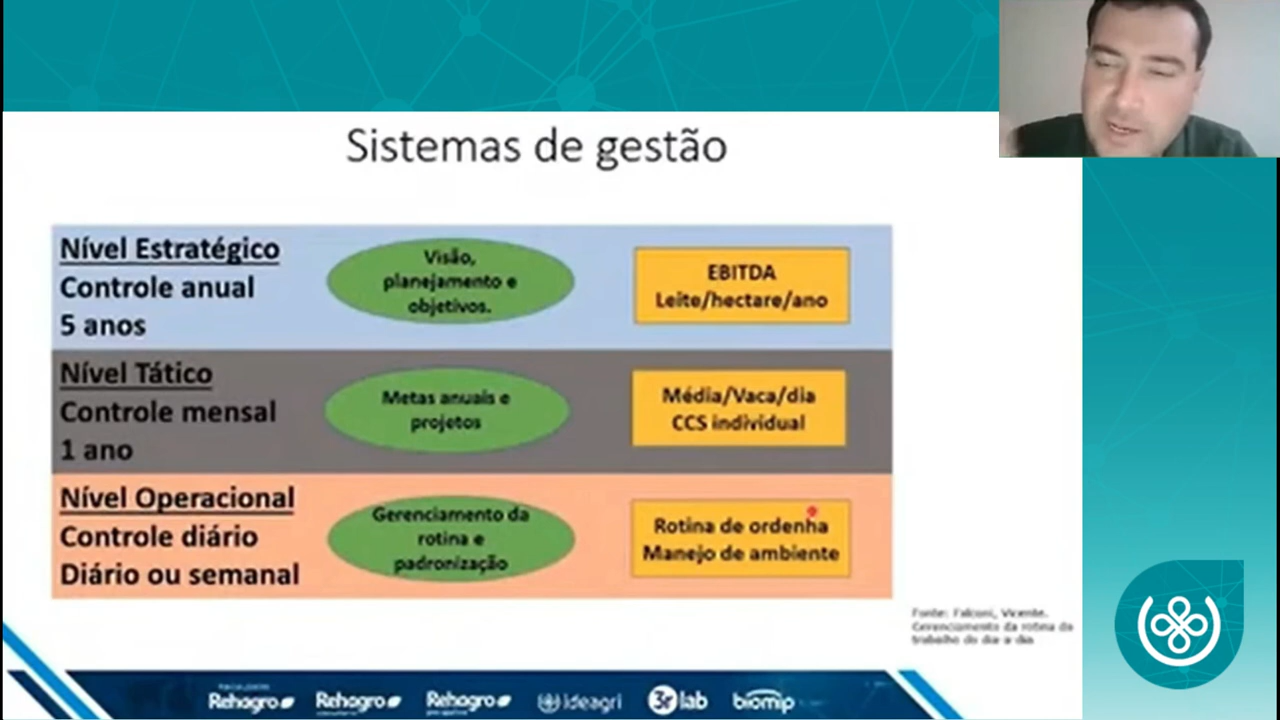 Sistemas de gestão
Nível Estratégico
Controle anual
5 anos
Visão,
planejamento e
objetivos.
EBITDA
Leite/hectare/ano
Nível Tático
Controle mensal
1 ano
Metas anuais e
projetos
Média/Vaca/dia
CCS individual
Nível Operacional
Controle diário
Diário ou semanal
Gerenciamento da
rotina e
padronização
Rotina de ordenha
Manejo de ambiente
Fonte: Falconi, Vicente.
Gerenciamento da rotina do
trabalho do dia a dia
Rehagro
Rehagro
Rehagro
ideagri
3r lab
biomip